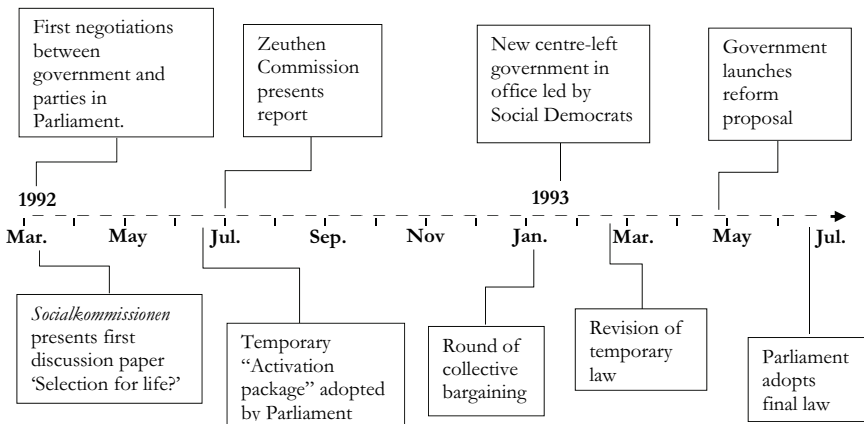 First negotiations
between
government and
parties in
Parliament.
Zeuthen
Commission
presents
report
New centre-left
government in
office led by
Social Democrats
Government
launches
reform
proposal
1992
1993
Mar.
May
Jul.
Sep.
Nov
Jan.
Mar.
May
Jul.
Socialkommissionen
presents first
discussion paper
‘Selection for life?’
Temporary
“Activation
package” adopted
by Parliament
Round of
collective
bargaining
Revision of
temporary
law
Parliament
adopts
final law